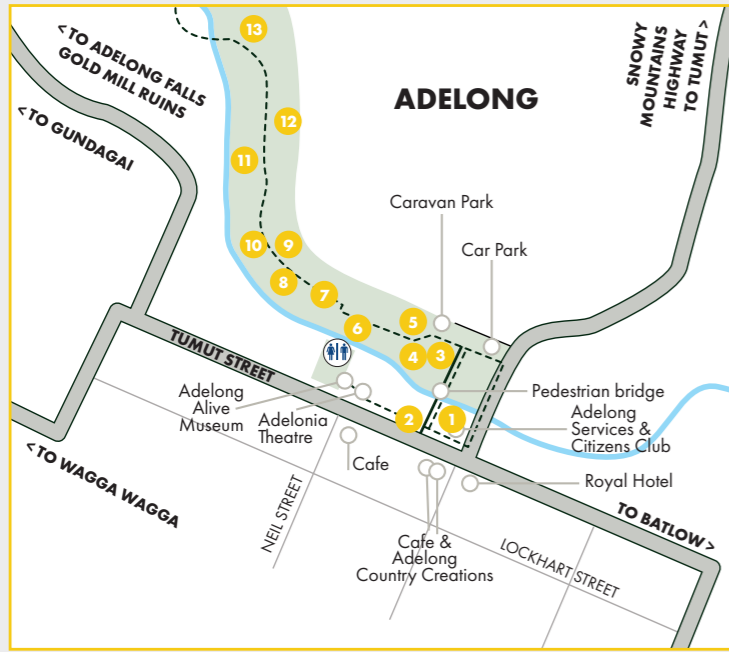 13
< TO ADELONG FALLS
GOLD MILL RUINS
< TO GUNDAGAI
SNOWY
MOUNTAINS
HIGHWAY
TO TUMUT >
ADELONG
12
11
Caravan Park
Car Park
10
9
8
7
6
5
4
3
TUMUT STREET
Adelong
Alive
Museum
Adelonia
Theatre
2
1
Pedestrian bridge
Adelong
Services &
Citizens Club
Cafe
Royal Hotel
< TO WAGGA WAGGA
NEIL STREET
Cafe &
Adelong
Country Creations
LOCKHART STREET
TO BATLOW >